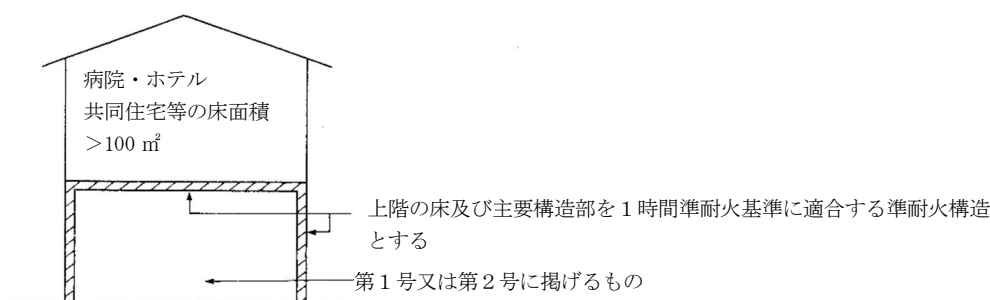 病院・ホテル
共同住宅等の床面積
＞100 ㎡
上階の床及び主要構造部を１時間準耐火基準に適合する準耐火構造
とする
第１号又は第２号に掲げるもの